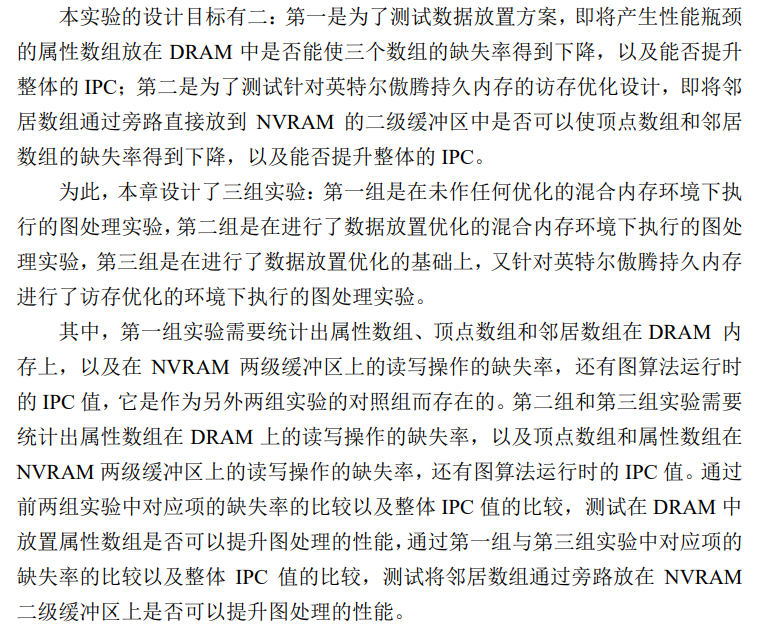 本实验的设计目标有二：第一是为了测试数据放置方案，即将产生性能瓶颈
的属性数组放在 DRAM 中是否能使三个数组的缺失率得到下降，以及能否提升
整体的 IPC；第二是为了测试针对英特尔傲腾持久内存的访存优化设计，即将邻
居数组通过旁路直接放到 NVRAM 的二级缓冲区中是否可以使顶点数组和邻居
数组的缺失率得到下降，以及能否提升整体的 IPC。
为此，本章设计了三组实验：第一组是在未作任何优化的混合内存环境下执
行的图处理实验，第二组是在进行了数据放置优化的混合内存环境下执行的图处
理实验，第三组是在进行了数据放置优化的基础上，又针对英特尔傲腾持久内存
进行了访存优化的环境下执行的图处理实验。
其中，第一组实验需要统计出属性数组、顶点数组和邻居数组在 DRAM 内
存上，以及在 NVRAM 两级缓冲区上的读写操作的缺失率，还有图算法运行时
的 IPC 值，它是作为另外两组实验的对照组而存在的。第二组和第三组实验需要
统计出属性数组在 DRAM 上的读写操作的缺失率，以及顶点数组和属性数组在
NVRAM 两级缓冲区上的读写操作的缺失率，还有图算法运行时的 IPC 值。通过
前两组实验中对应项的缺失率的比较以及整体 IPC 值的比较，测试在 DRAM 中
放置属性数组是否可以提升图处理的性能，通过第一组与第三组实验中对应项的
缺失率的比较以及整体 IPC 值的比较，测试将邻居数组通过旁路放在 NVRAM
二级缓冲区上是否可以提升图处理的性能。